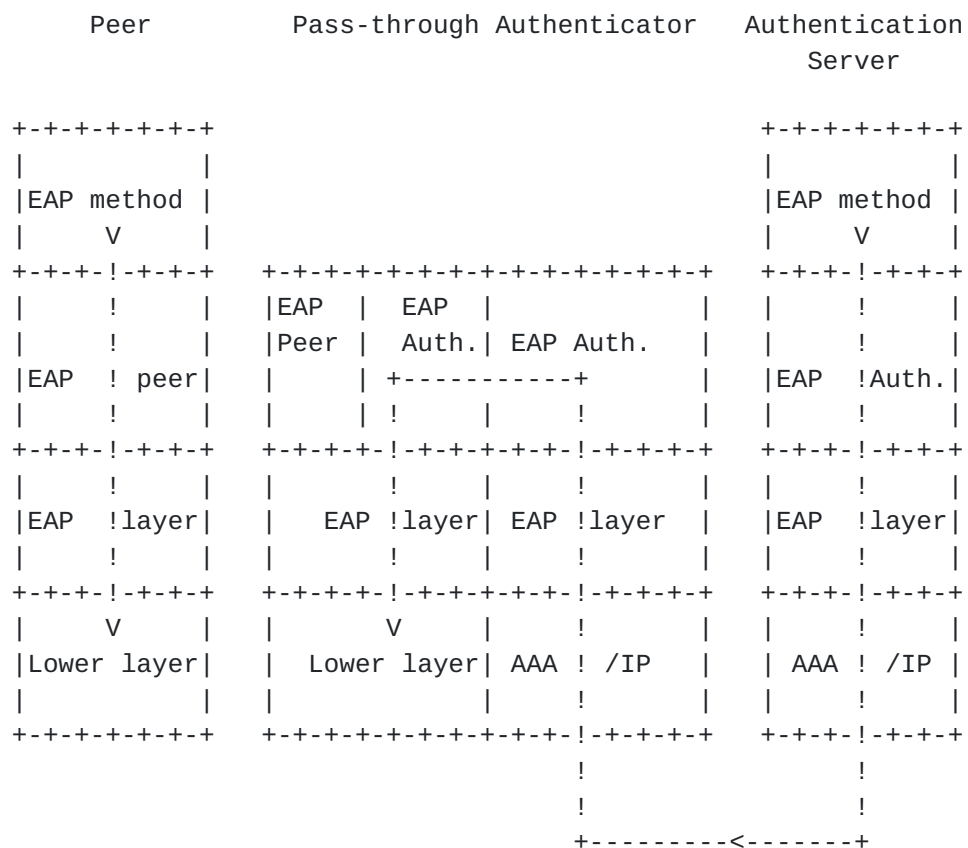 Peer         Pass-through Authenticator   Authentication
                                                   Server

+-+-+-+-+-+-+                                   +-+-+-+-+-+-+
|           |                                   |           |
|EAP method |                                   |EAP method |
|     V     |                                   |     V     |
+-+-+-!-+-+-+   +-+-+-+-+-+-+-+-+-+-+-+-+-+-+   +-+-+-!-+-+-+
|     !     |   |EAP  |  EAP  |             |   |     !     |
|     !     |   |Peer |  Auth.| EAP Auth.   |   |     !     |
|EAP  ! peer|   |     | +-----------+       |   |EAP  !Auth.|
|     !     |   |     | !     |     !       |   |     !     |
+-+-+-!-+-+-+   +-+-+-+-!-+-+-+-+-+-!-+-+-+-+   +-+-+-!-+-+-+
|     !     |   |       !     |     !       |   |     !     |
|EAP  !layer|   |   EAP !layer| EAP !layer  |   |EAP  !layer|
|     !     |   |       !     |     !       |   |     !     |
+-+-+-!-+-+-+   +-+-+-+-!-+-+-+-+-+-!-+-+-+-+   +-+-+-!-+-+-+
|     V     |   |       V     |     !       |   |     !     |
|Lower layer|   |  Lower layer| AAA ! /IP   |   | AAA ! /IP |
|           |   |             |     !       |   |     !     |
+-+-+-+-+-+-+   +-+-+-+-+-+-+-+-+-+-!-+-+-+-+   +-+-+-!-+-+-+
                                    !                 !
                                    !                 !
                                    +---------<-------+